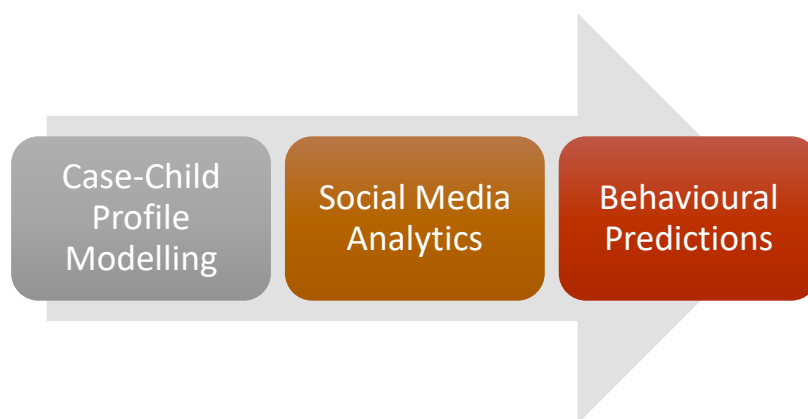 Case-Child
Profile
Modelling
Social Media
Analytics
Behavioural
Predictions